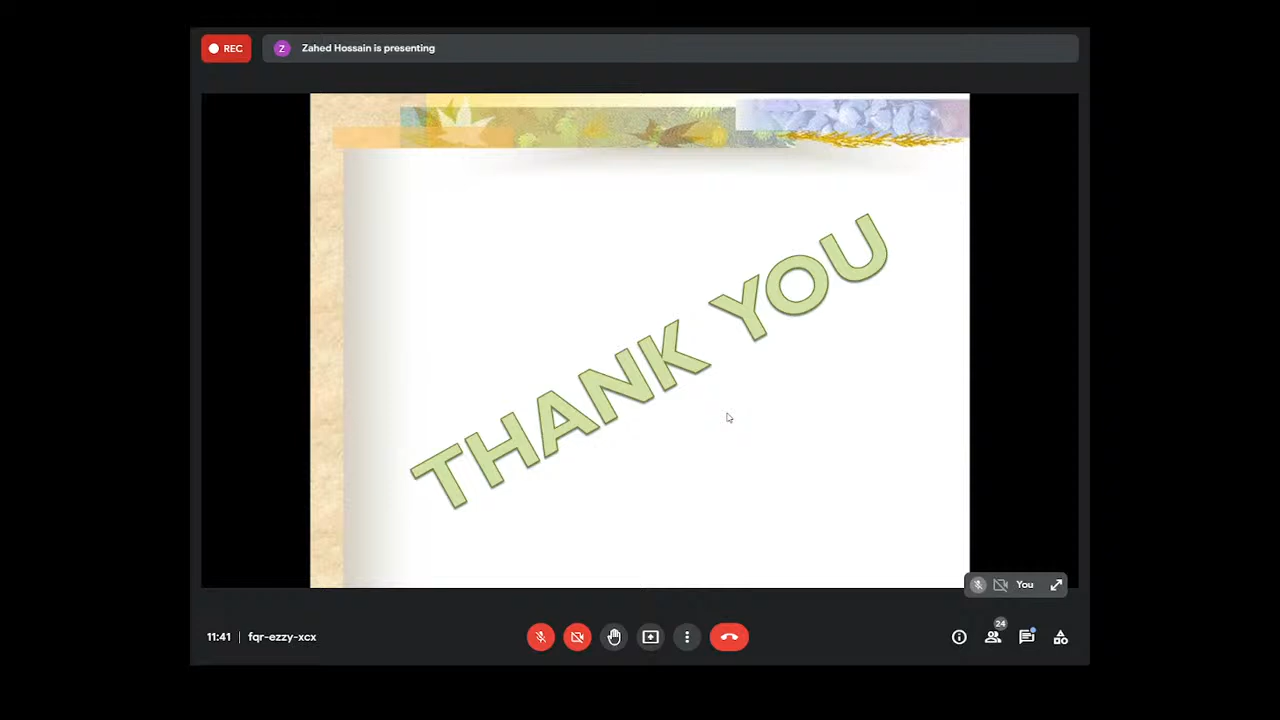 REC
Z Zahed Hossain is presenting
THANK YOU
You
11:41 | fqr-ezzy-xcx
24